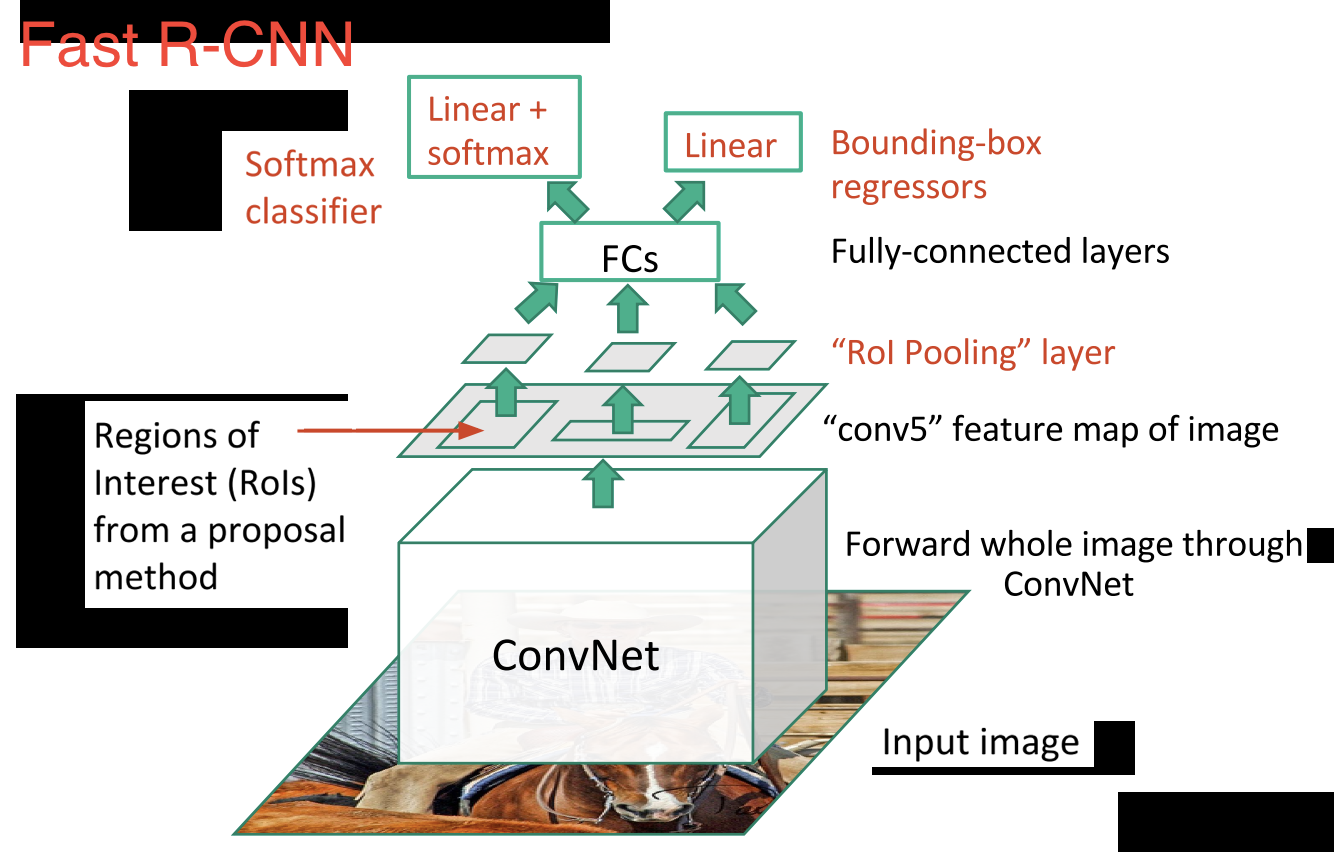 Fast R-CNN
Linear +
softmax
Linear
Softmax
classifier
Bounding-box
regressors
FCs
Fully-connected layers
“RoI Pooling” layer
“conv5” feature map of image
Regions of
Interest (RoIs)
from a proposal
method
Forward whole image through
ConvNet
ConvNet
Input image